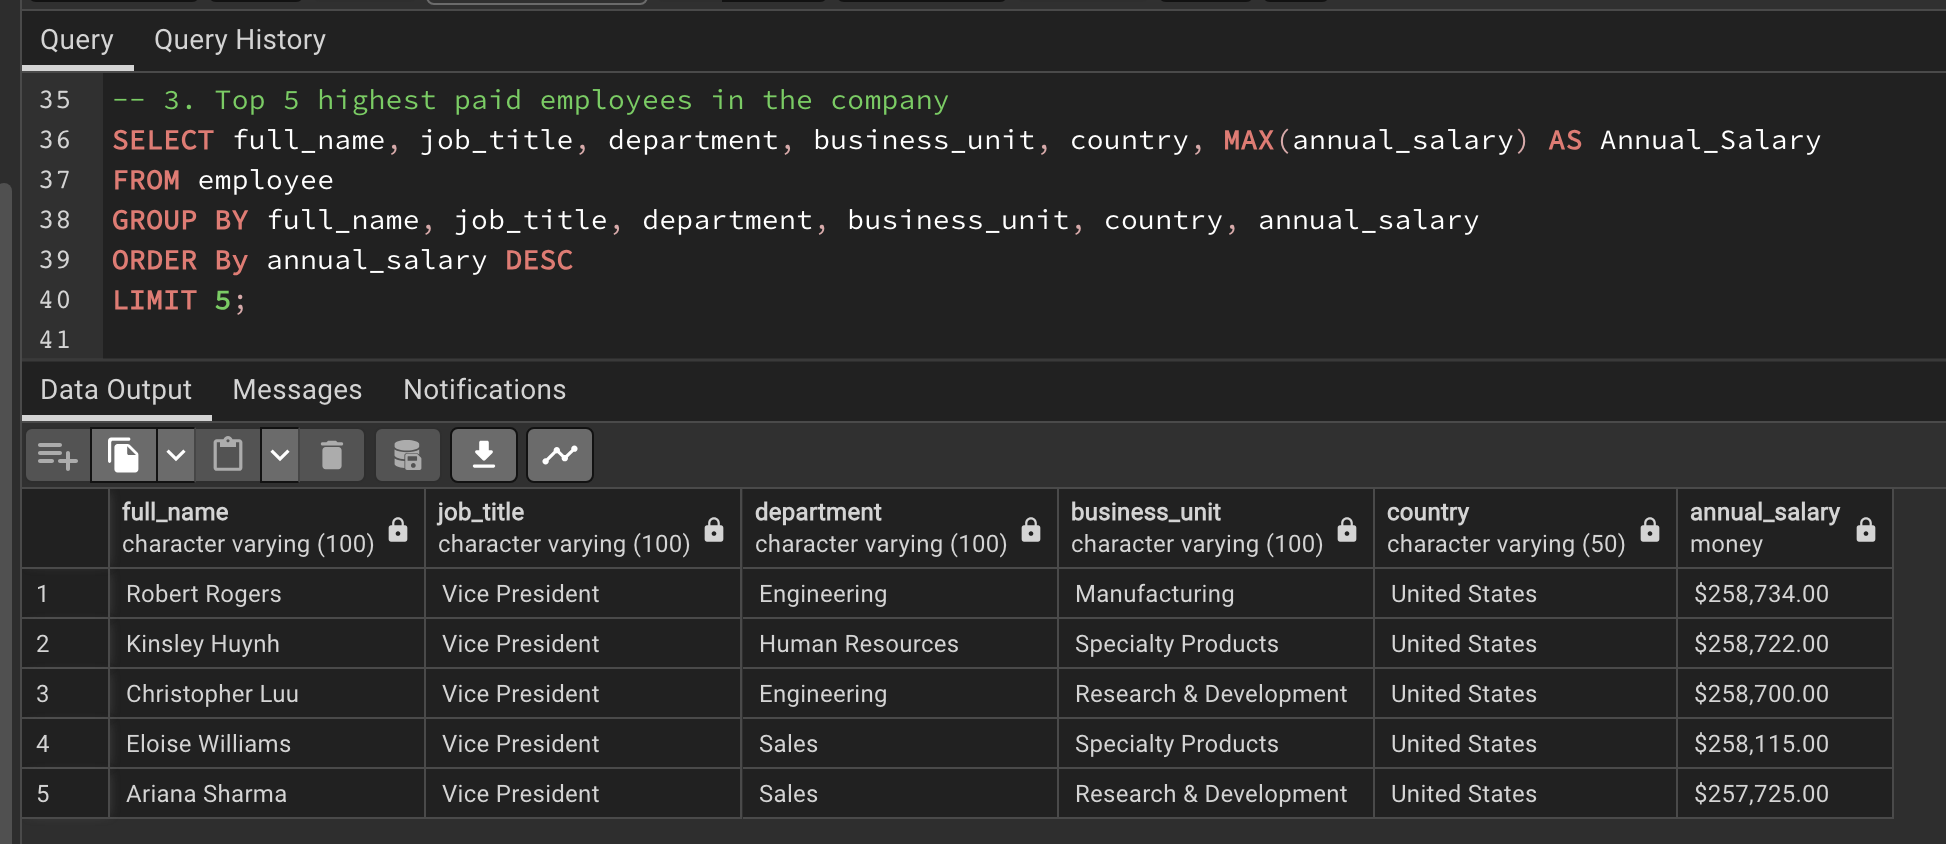 Query Query History
35 -- 3. Top 5 highest paid employees in the company
36 SELECT full_name, job_title, department, business_unit, country, MAX(annual_salary) AS Annual_Salary
37 FROM employee
38 GROUP BY full_name, job_title, department, business_unit, country, annual_salary
39 ORDER By annual_salary DESC
40 LIMIT 5;
41
Data Output Messages Notifications
full_name job_title department business_unit country annual_salary
character varying (100) character varying (100) character varying (100) character varying (100) character varying (50) money
1 Robert Rogers Vice President Engineering Manufacturing United States $258,734.00
2 Kinsley Huynh Vice President Human Resources Specialty Products United States $258,722.00
3 Christopher Luu Vice President Engineering Research & Development United States $258,700.00
4 Eloise Williams Vice President Sales Specialty Products United States $258,115.00
5 Ariana Sharma Vice President Sales Research & Development United States $257,725.00